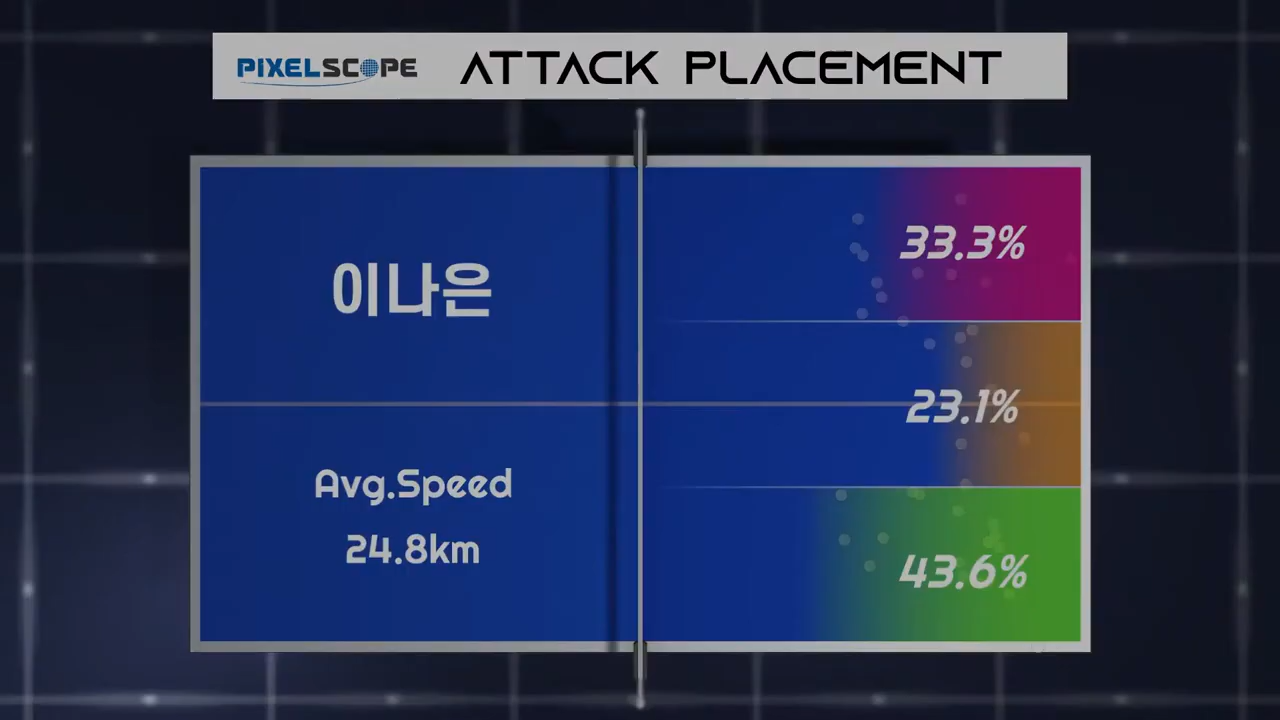 PIXELSCOPE
ATTACK PLACEMENT
이나은
Avg.Speed
24.8km
33.3%
23.1%
43.6%